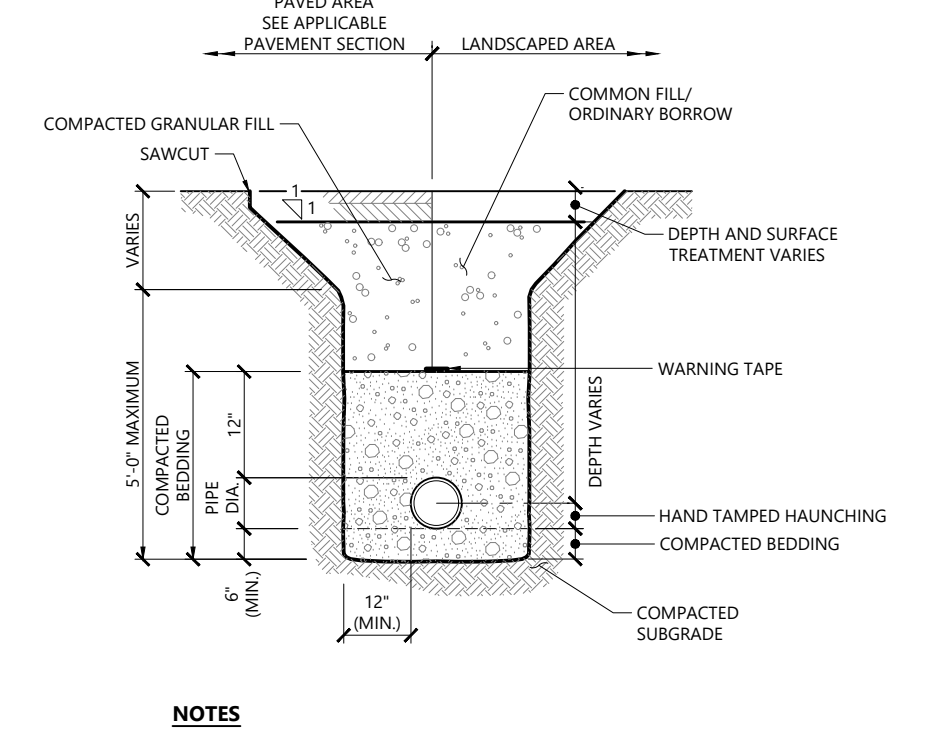 PAVED AREA
SEE APPLICABLE
PAVEMENT SECTION
LANDSCAPED AREA
COMMON FILL/
ORDINARY BORROW
COMPACTED GRANULAR FILL
SAWCUT
1
1
VARIES
DEPTH AND SURFACE
TREATMENT VARIES
WARNING TAPE
5'-0" MAXIMUM
COMPACTED
BEDDING
12"
PIPE
DIA.
DEPTH VARIES
HAND TAMPED HAUNCHING
COMPACTED BEDDING
6"
(MIN.)
12"
(MIN.)
COMPACTED
SUBGRADE
NOTES